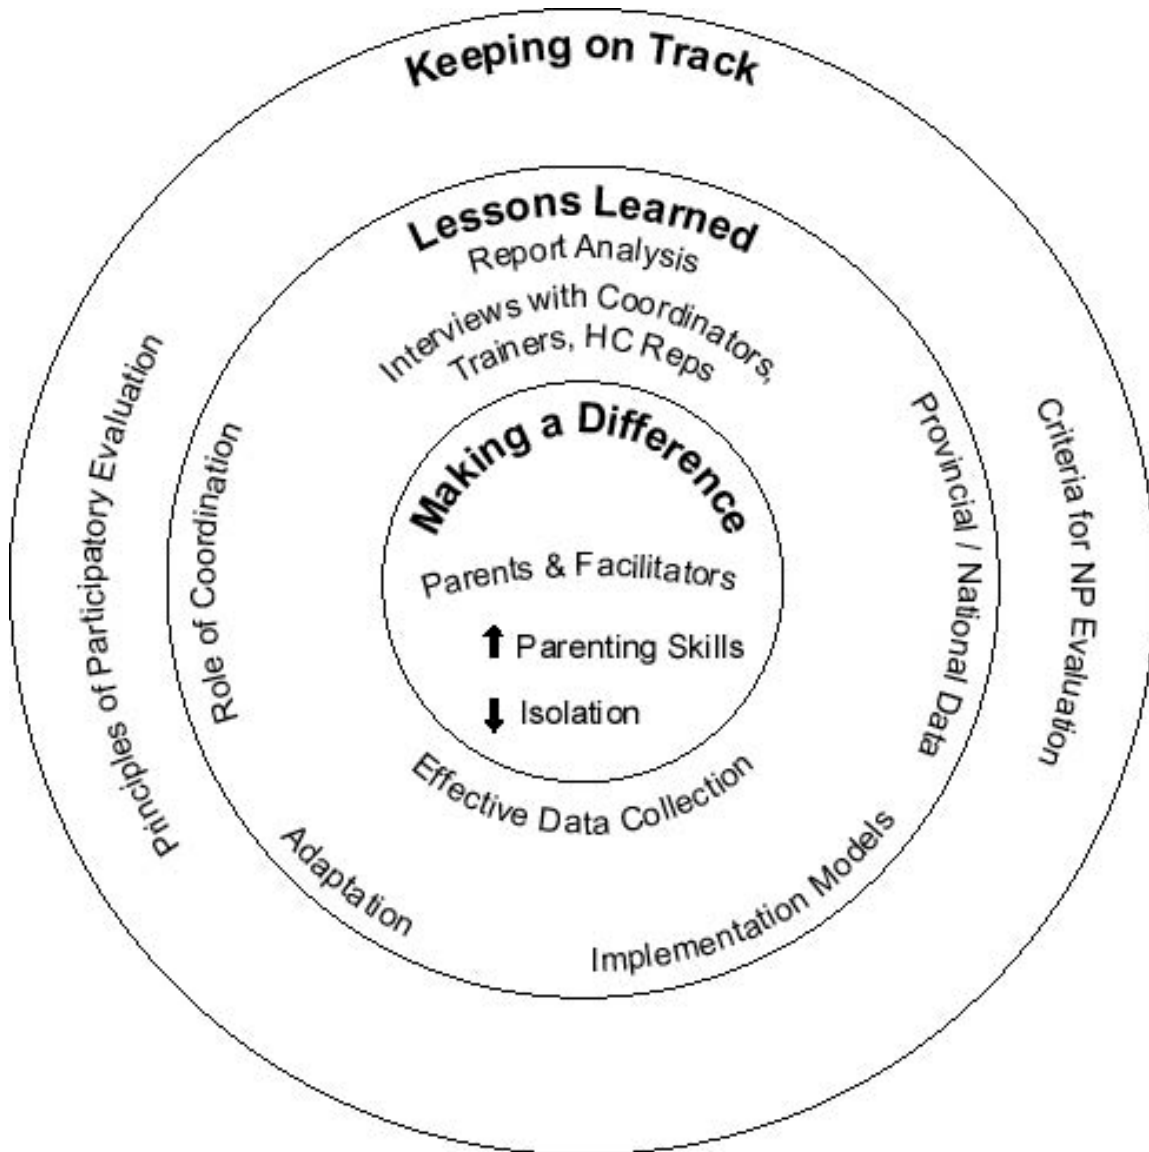 Keeping on Track
Lessons Learned
Report Analysis
Interviews with Coordinators,
Trainers, HC Reps
Principles of Participatory Evaluation
Role of Coordination
Making a Difference
Parents & Facilitators
Parenting Skills
Isolation
Effective Data Collection
Provincial / National Data
Criteria for NP Evaluation
Adaptation
Implementation Models